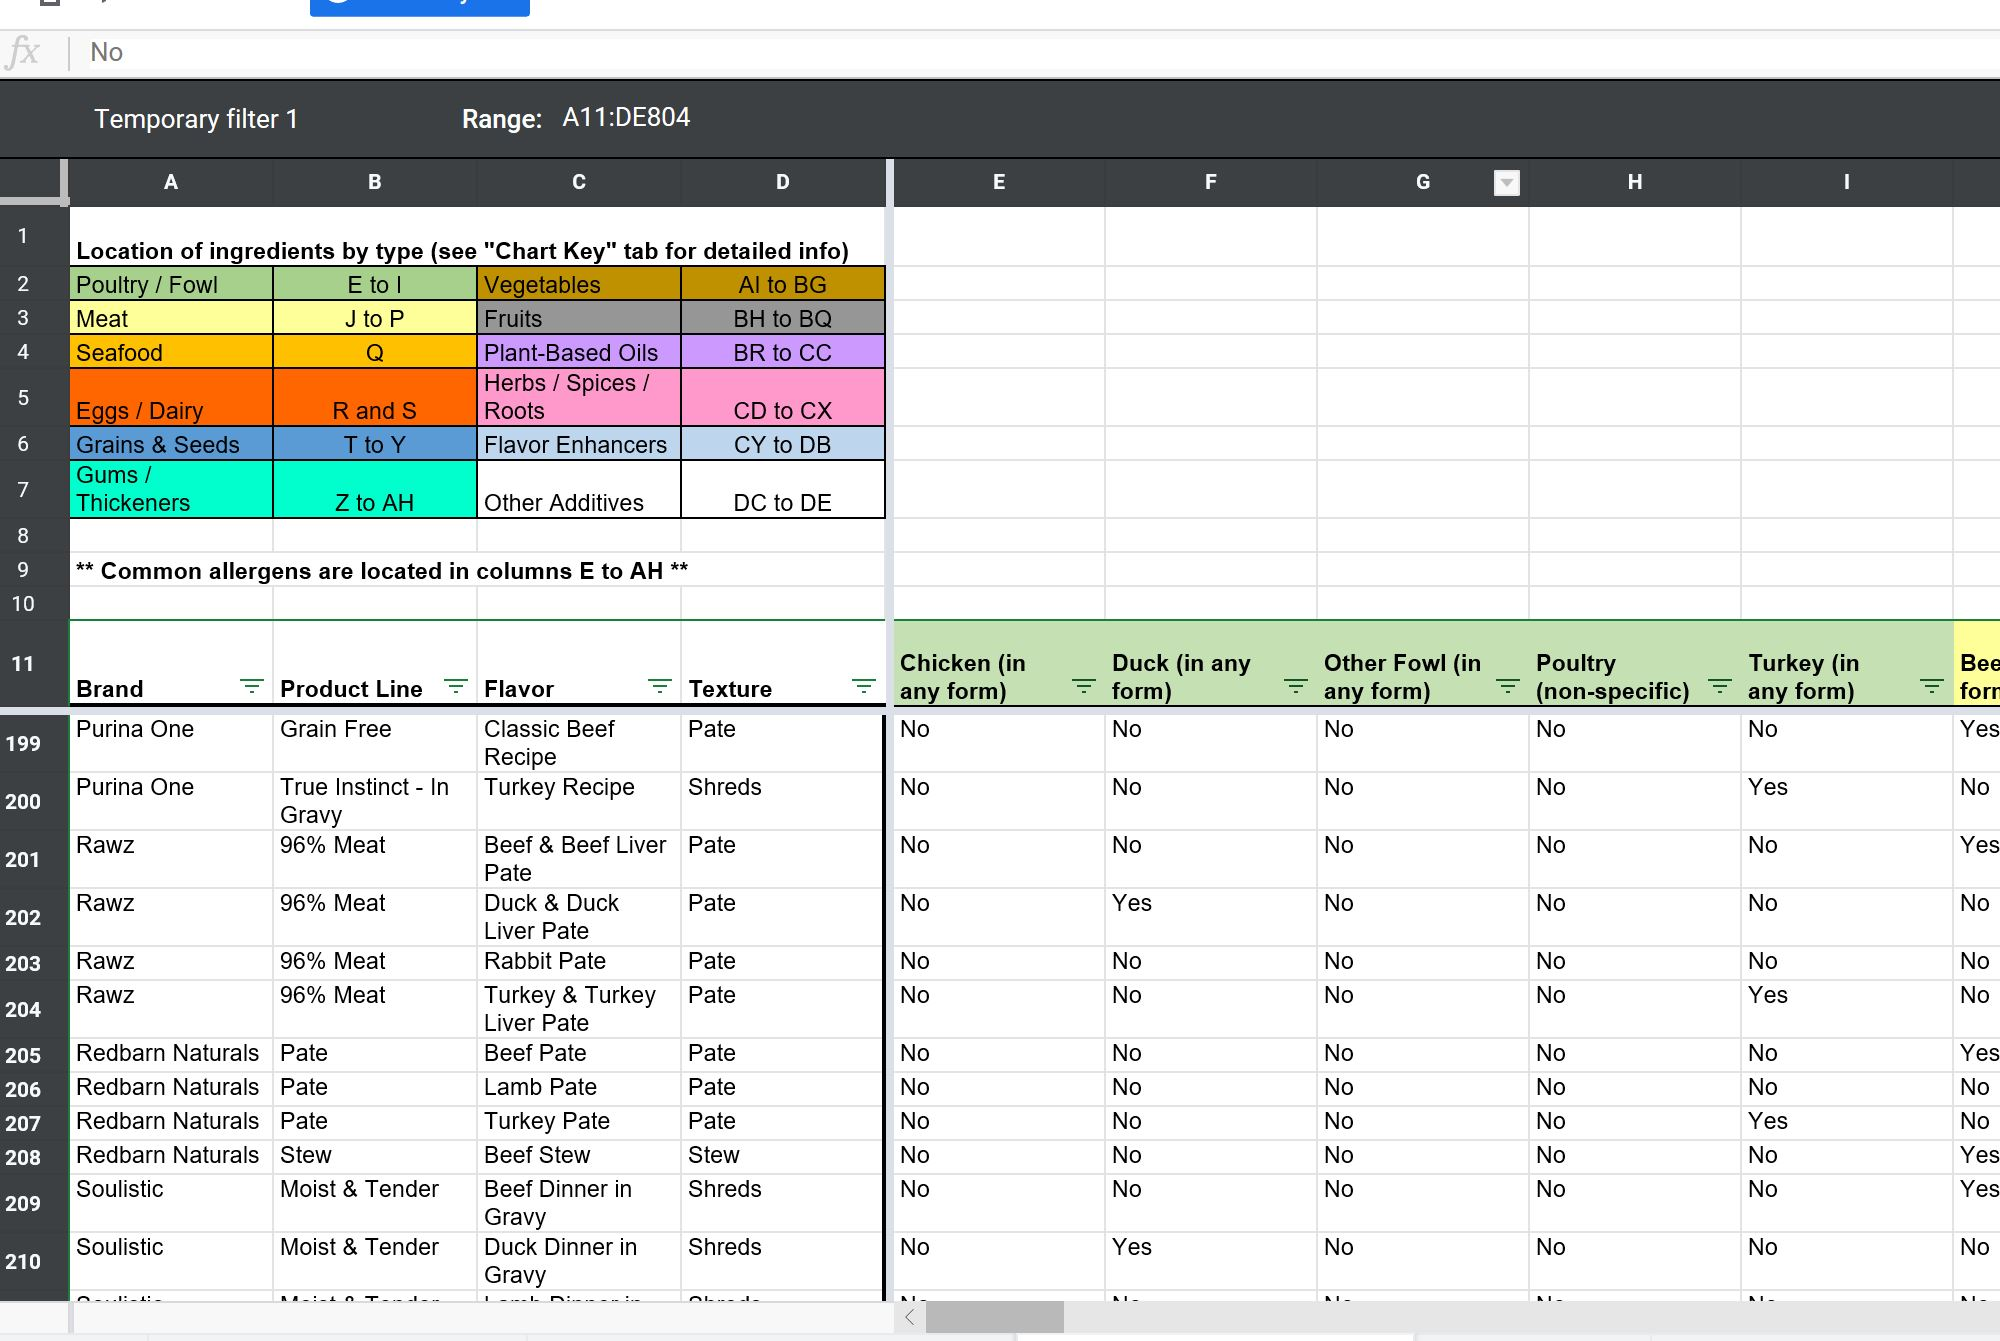 fx No
Temporary filter 1 Range: A11:DE804
A B C D E F G H I
1 Location of ingredients by type (see "Chart Key" tab for detailed info)
2 Poultry / Fowl E to I Vegetables AI to BG
3 Meat J to P Fruits BH to BQ
4 Seafood Q Plant-Based Oils BR to CC
5 Eggs / Dairy R and S Herbs / Spices / Roots CD to CX
6 Grains & Seeds T to Y Flavor Enhancers CY to DB
7 Gums / Thickeners Z to AH Other Additives DC to DE
8
9 ** Common allergens are located in columns E to AH **
10
11 Brand Product Line Flavor Texture Chicken (in any form) Duck (in any form) Other Fowl (in any form) Poultry (non-specific) Turkey (in any form)
199 Purina One Grain Free Classic Beef Recipe Pate No No No No No Yes
200 Purina One True Instinct - In Gravy Turkey Recipe Shreds No No No No Yes No
201 Rawz 96% Meat Beef & Beef Liver Pate Pate No No No No No Yes
202 Rawz 96% Meat Duck & Duck Liver Pate Pate No Yes No No No No
203 Rawz 96% Meat Rabbit Pate Pate No No No No No No
204 Rawz 96% Meat Turkey & Turkey Liver Pate Pate No No No No Yes No
205 Redbarn Naturals Pate Beef Pate Pate No No No No No Yes
206 Redbarn Naturals Pate Lamb Pate Pate No No No No No No
207 Redbarn Naturals Pate Turkey Pate Pate No No No No Yes No
208 Redbarn Naturals Stew Beef Stew Stew No No No No No Yes
209 Soulistic Moist & Tender Beef Dinner in Gravy Shreds No No No No No Yes
210 Soulistic Moist & Tender Duck Dinner in Gravy Shreds No Yes No No No No